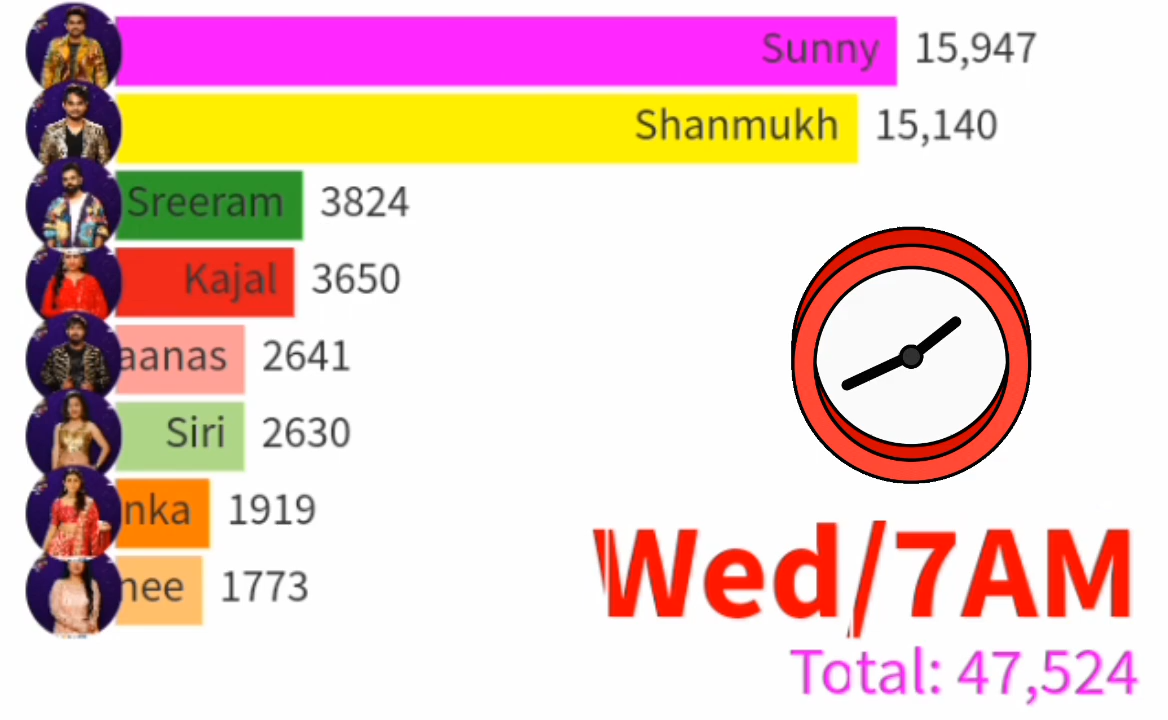 Sunny 15,947
Shanmukh 15,140
Sreeram 3824
Kajal 3650
aanas 2641
Siri 2630
nka 1919
nee 1773
Wed/7AM
Total: 47,524